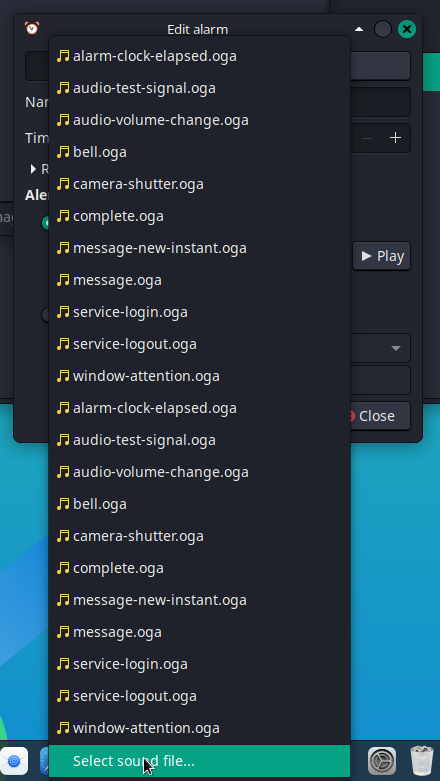 Edit alarm
alarm-clock-elapsed.oga
audio-test-signal.oga
audio-volume-change.oga
bell.oga
camera-shutter.oga
complete.oga
message-new-instant.oga
message.oga
Play
service-login.oga
service-logout.oga
window-attention.oga
alarm-clock-elapsed.oga
Close
audio-test-signal.oga
audio-volume-change.oga
bell.oga
camera-shutter.oga
complete.oga
message-new-instant.oga
message.oga
service-login.oga
service-logout.oga
window-attention.oga
Select sound file...